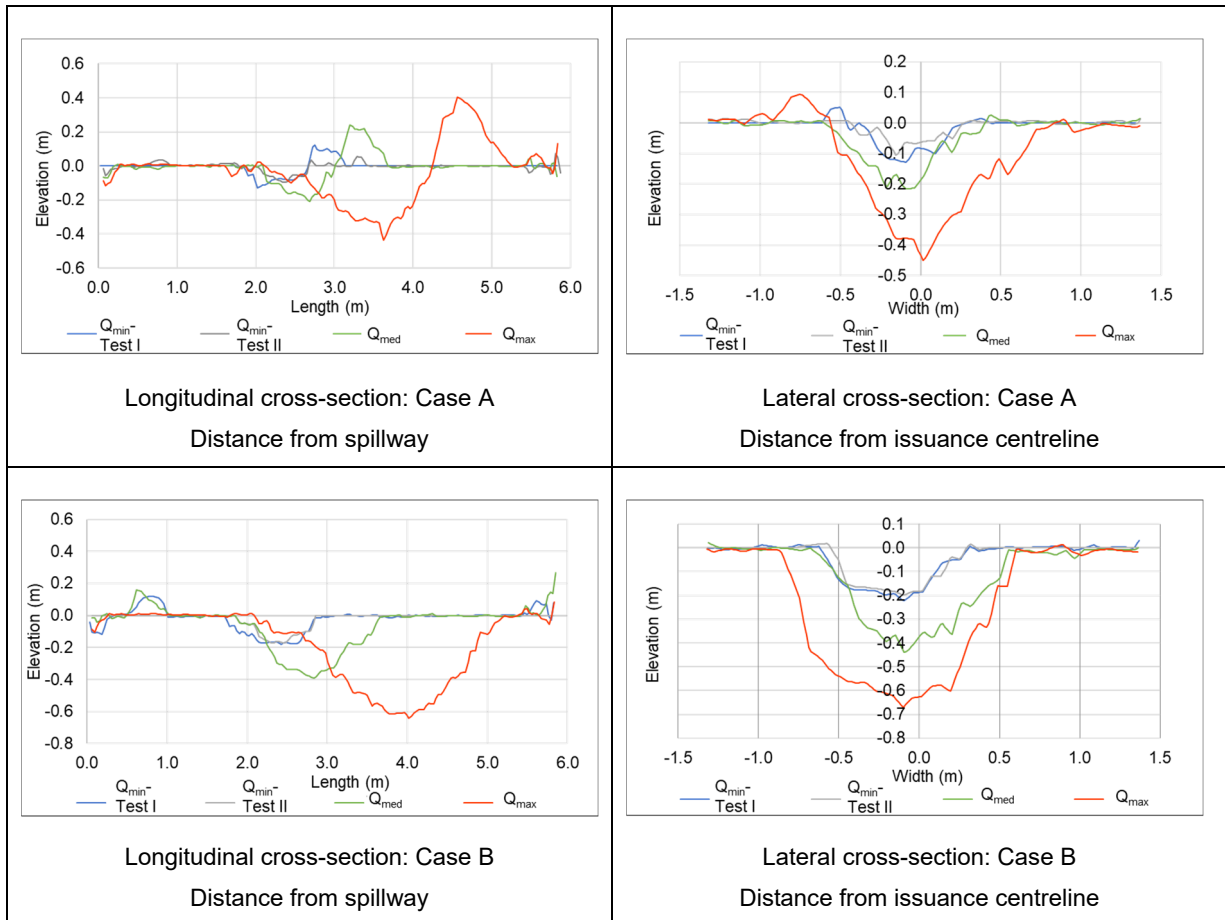 0.6
0.4
0.2
0.0
-0.2
-0.4
-0.6
Elevation (m)
0.0 1.0 2.0 3.0 4.0 5.0 6.0
Length (m)
Qmin- Test I
Qmin- Test II
Qmed
Qmax
Longitudinal cross-section: Case A
Distance from spillway
0.2
0.1
0.0
-0.1
-0.2
-0.3
-0.4
-0.5
Elevation (m)
-1.5 -1.0 -0.5 0.0 0.5 1.0 1.5
Width (m)
Qmin- Test I
Qmin- Test II
Qmed
Qmax
Lateral cross-section: Case A
Distance from issuance centreline
0.6
0.4
0.2
0.0
-0.2
-0.4
-0.6
-0.8
Elevation (m)
0.0 1.0 2.0 3.0 4.0 5.0 6.0
Length (m)
Qmin- Test I
Qmin- Test II
Qmed
Qmax
Longitudinal cross-section: Case B
Distance from spillway
0.1
0.0
-0.1
-0.2
-0.3
-0.4
-0.5
-0.6
-0.7
-0.8
Elevation (m)
-1.5 -1.0 -0.5 0.0 0.5 1.0 1.5
Width (m)
Qmin- Test I
Qmin- Test II
Qmed
Qmax
Lateral cross-section: Case B
Distance from issuance centreline